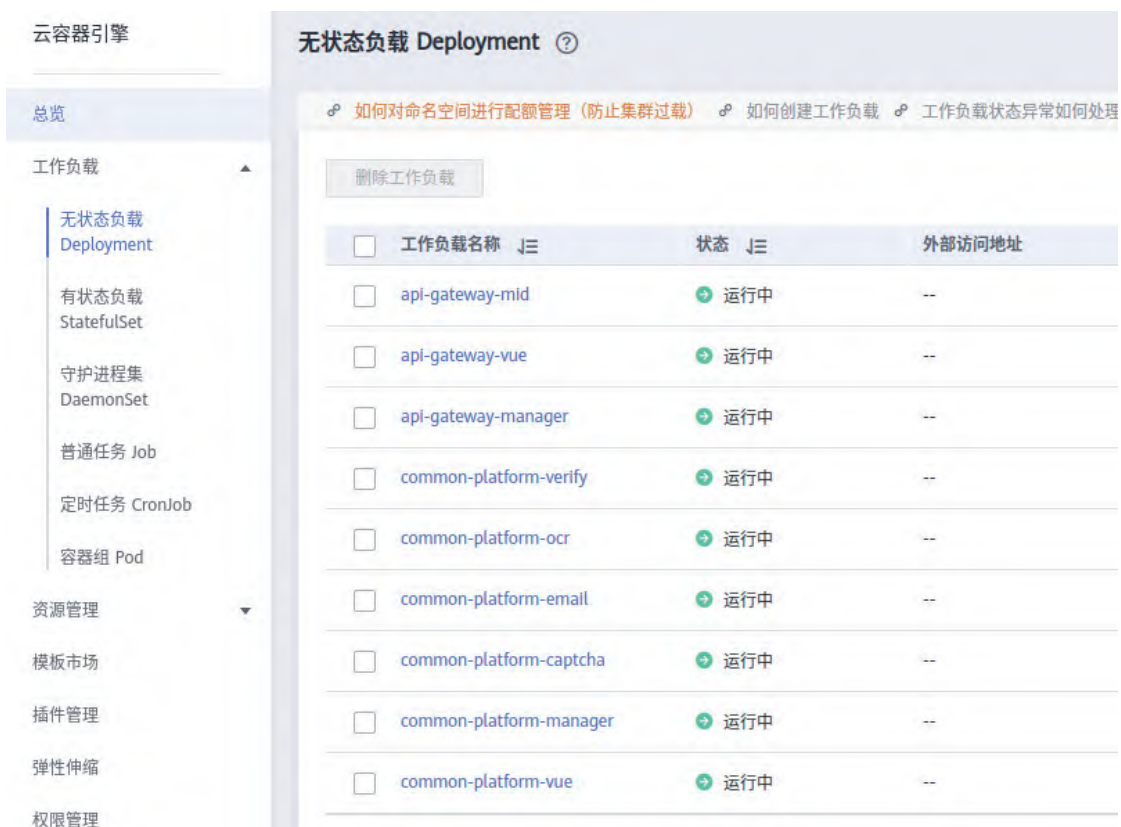 云容器引擎
总览
工作负载
无状态负载
Deployment
有状态负载
StatefulSet
守护进程集
DaemonSet
普通任务 Job
定时任务 CronJob
容器组 Pod
资源管理
模板市场
插件管理
弹性伸缩
权限管理
无状态负载 Deployment ?
如何对命名空间进行配额管理（防止集群过载） 如何创建工作负载 工作负载状态异常如何处理
删除工作负载
工作负载名称 状态 外部访问地址
api-gateway-mid 运行中 --
api-gateway-vue 运行中 --
api-gateway-manager 运行中 --
common-platform-verify 运行中 --
common-platform-ocr 运行中 --
common-platform-email 运行中 --
common-platform-captcha 运行中 --
common-platform-manager 运行中 --
common-platform-vue 运行中 --